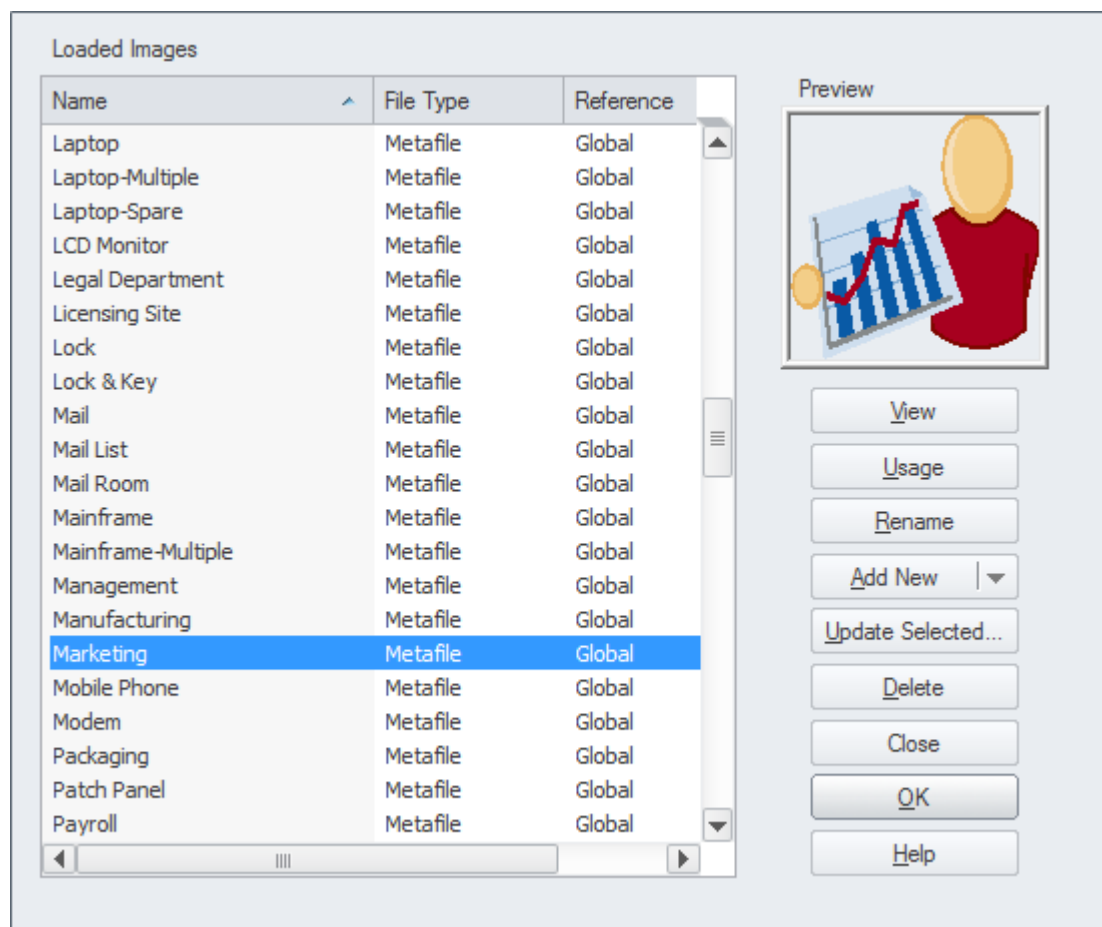 Loaded Images
Name File Type Reference
Laptop Metafile Global
Laptop-Multiple Metafile Global
Laptop-Spare Metafile Global
LCD Monitor Metafile Global
Legal Department Metafile Global
Licensing Site Metafile Global
Lock Metafile Global
Lock & Key Metafile Global
Mail Metafile Global
Mail List Metafile Global
Mail Room Metafile Global
Mainframe Metafile Global
Mainframe-Multiple Metafile Global
Management Metafile Global
Manufacturing Metafile Global
Marketing Metafile Global
Mobile Phone Metafile Global
Modem Metafile Global
Packaging Metafile Global
Patch Panel Metafile Global
Payroll Metafile Global
Preview
View
Usage
Rename
Add New
Update Selected...
Delete
Close
OK
Help